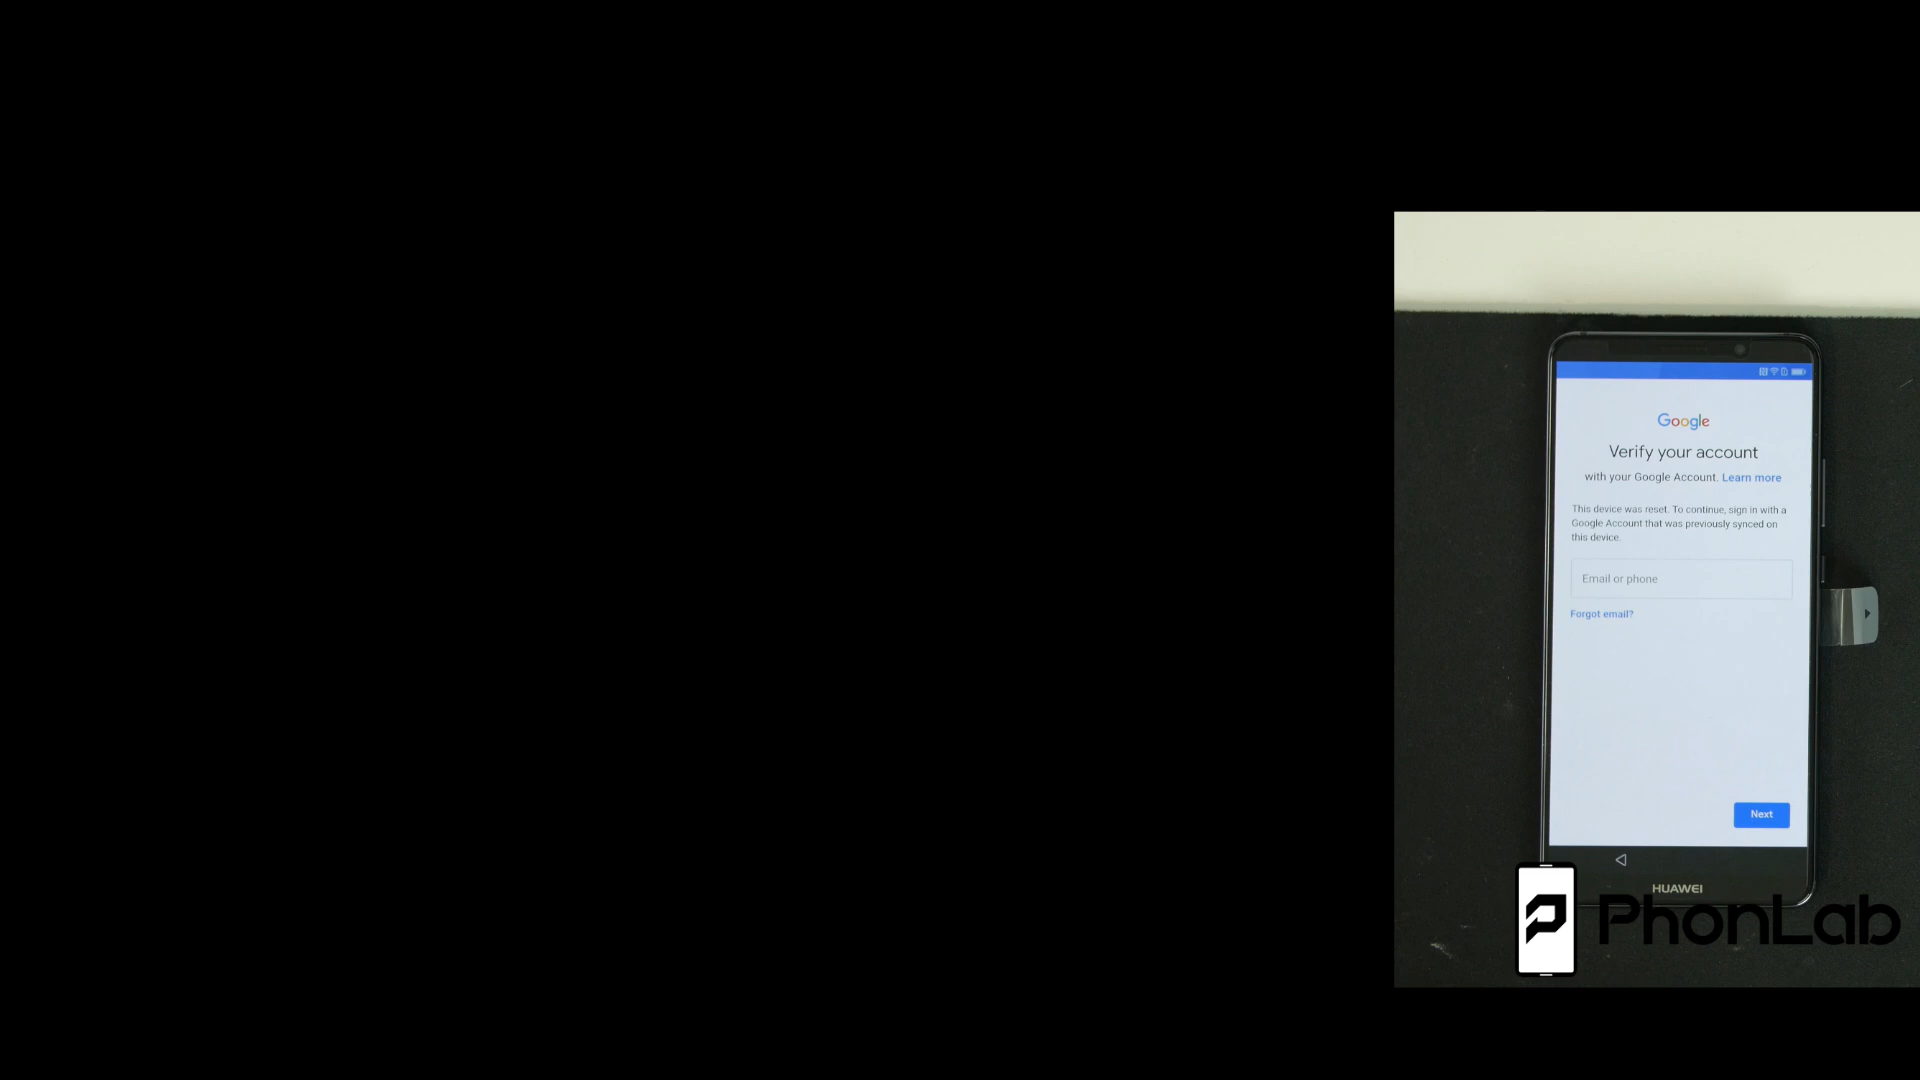 Google
Verify your account
with your Google Account. Learn more
This device was reset. To continue, sign in with a
Google Account that was previously synced on
this device.
Email or phone
Forgot email?
Next
HUAWEI
PhonLab